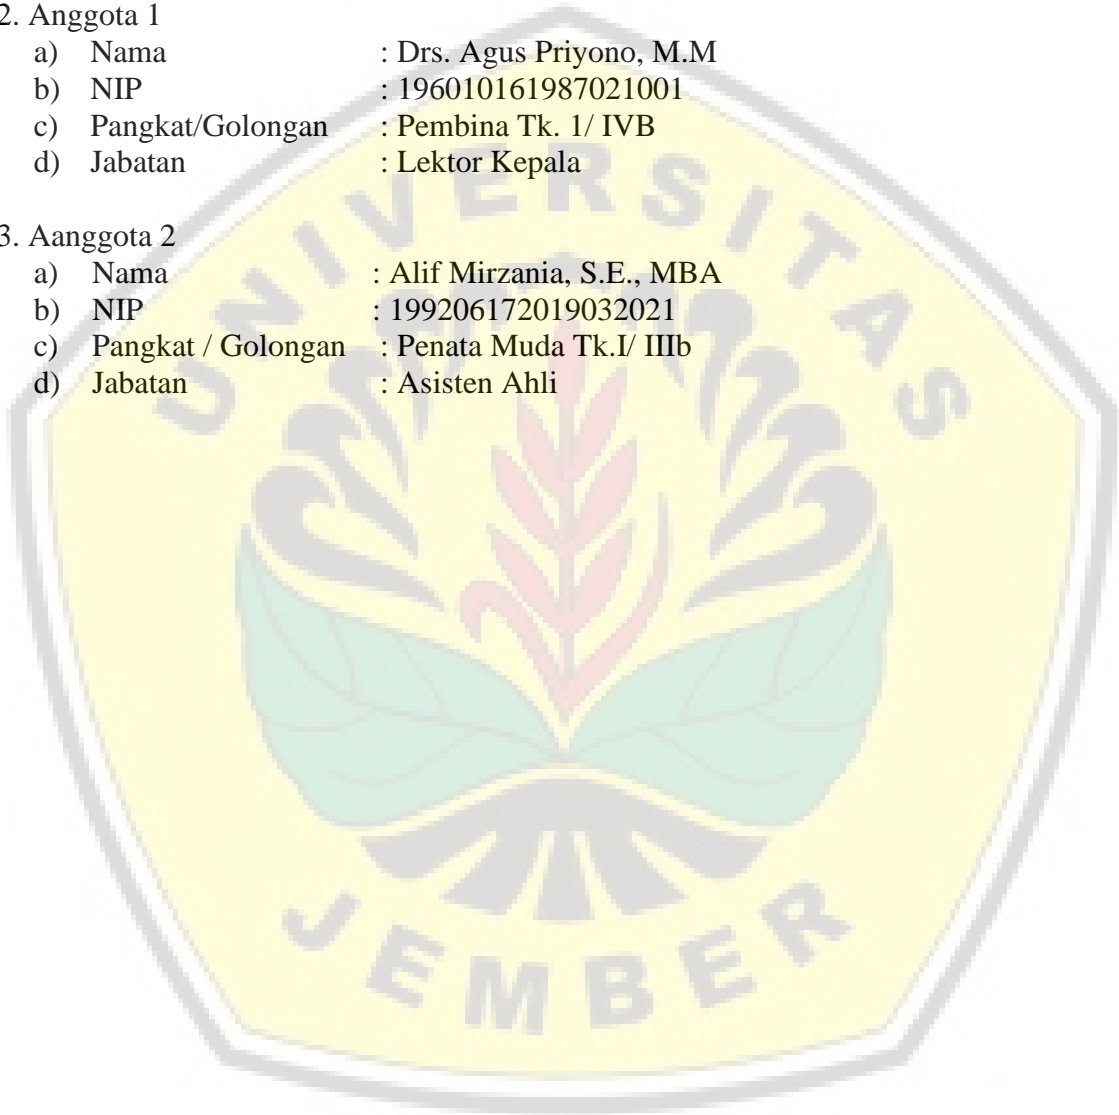 2. Anggota 1
a) Nama : Drs. Agus Priyono, M.M
b) NIP : 196010161987021001
c) Pangkat/Golongan : Pembina Tk. 1/ IVB
d) Jabatan : Lektor Kepala
3. Aanggota 2
a) Nama : Alif Mirzania, S.E., MBA
b) NIP : 199206172019032021
c) Pangkat / Golongan : Penata Muda Tk.I/ IIIb
d) Jabatan : Asisten Ahli
UNIVERSITAS
JEMBER